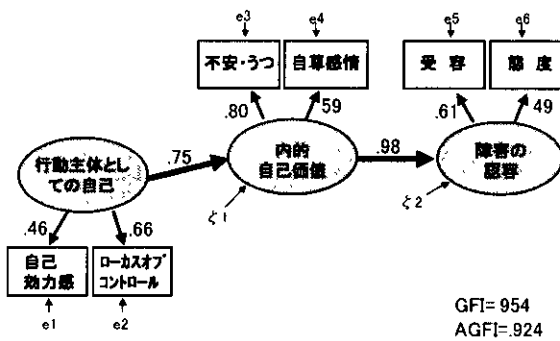 e3
e4
e5
e6
不安・うつ
自尊感情
受容
態度
.80
59
.61
49
行動主体とし
ての自己
.75
内的
自己価値
.98
障害の
認容
ζ1
ζ2
.46
.66
自己
効力感
ローカスオブ
コントロール
e1
e2
GFI= 954
AGFI=.924